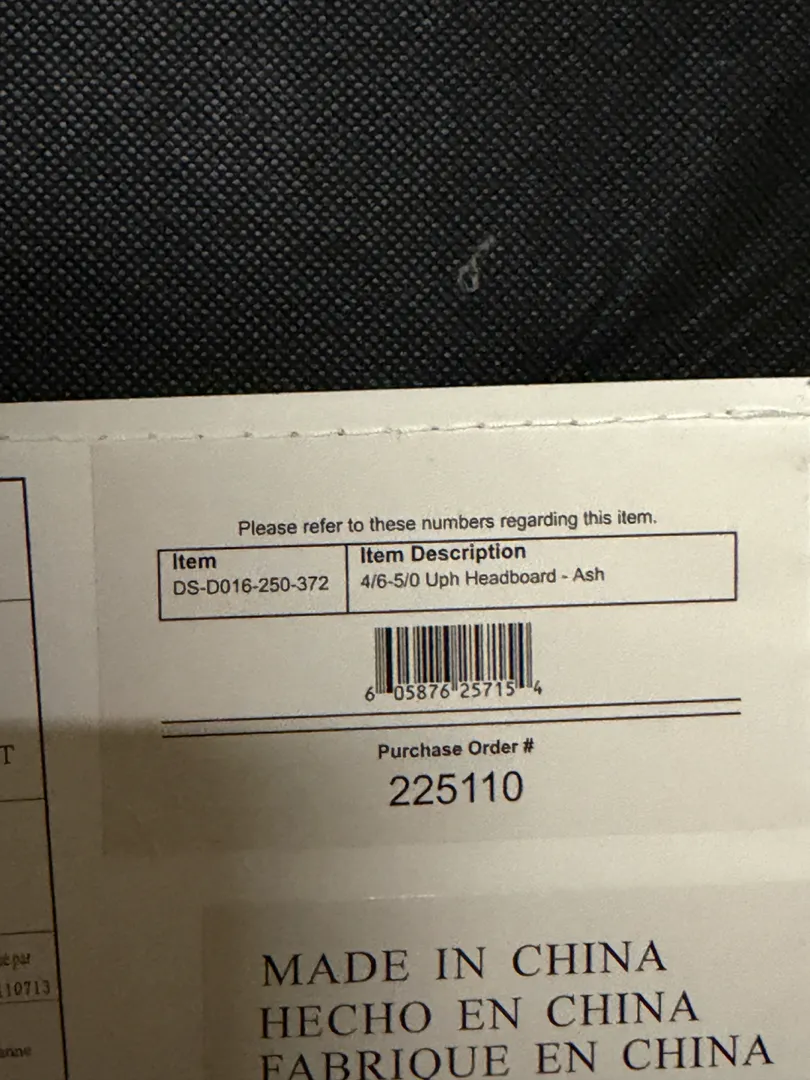 Please refer to these numbers regarding this item.
Item
DS-D016-250-372
Item Description
4/6-5/0 Uph Headboard - Ash
6 05876 25715 4
Purchase Order #
225110
T
par
110713
MADE IN CHINA
HECHO EN CHINA
FABRIQUE EN CHINA